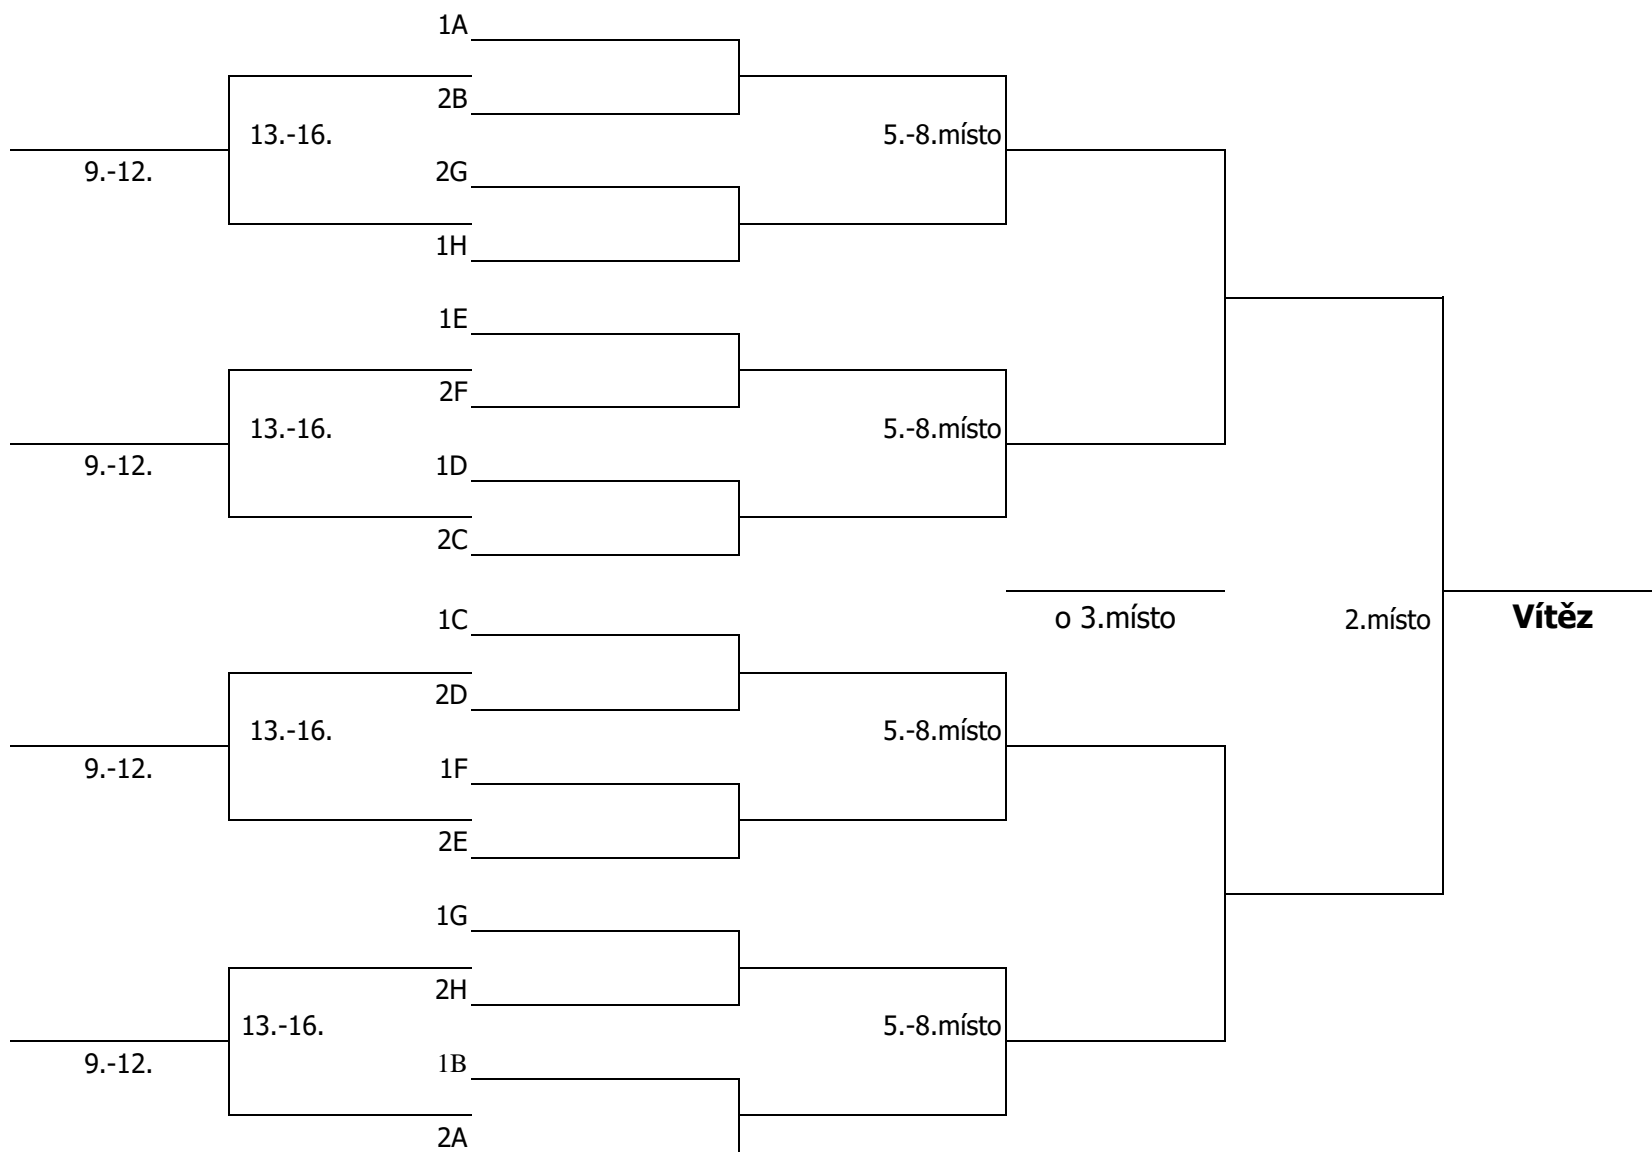 1A
2B
13.-16.
5.-8.místo
9.-12.
2G
1H
1E
2F
13.-16.
5.-8.místo
9.-12.
1D
2C
1C
o 3.místo
2.místo
Vítěz
2D
13.-16.
5.-8.místo
9.-12.
1F
2E
1G
2H
13.-16.
5.-8.místo
9.-12.
1B
2A